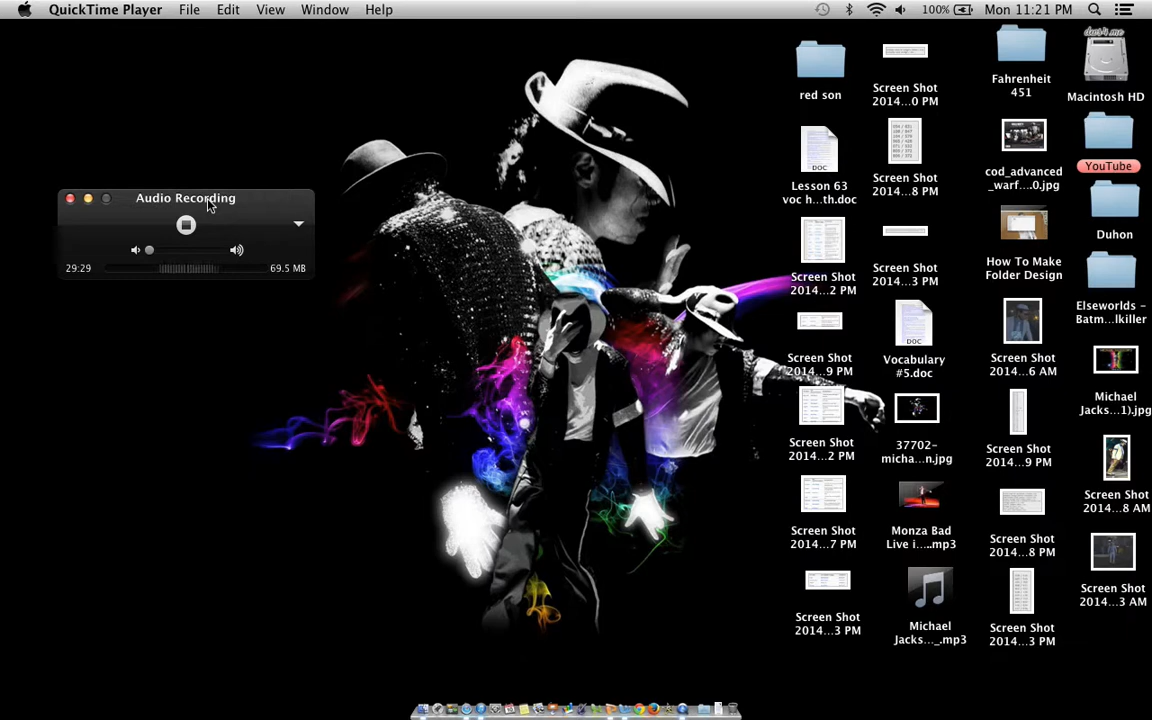 QuickTime Player File Edit View Window Help
100% Mon 11:21 PM
Audio Recording
29:29
69.5 MB
red son
Lesson 63
voc h...th.doc
Screen Shot
2014...2 PM
Screen Shot
2014...9 PM
Screen Shot
2014...2 PM
Screen Shot
2014...7 PM
Screen Shot
2014...3 PM
Screen Shot
2014...0 PM
Screen Shot
2014...8 PM
Screen Shot
2014...3 PM
DOC
DOC
Vocabulary
#5.doc
37702-
micha...n.jpg
Monza Bad
Live i....mp3
Michael
Jacks..._.mp3
Fahrenheit
451
cod_advanced
_warf...0.jpg
How To Make
Folder Design
Screen Shot
2014...6 AM
Screen Shot
2014...9 PM
Screen Shot
2014...8 PM
Screen Shot
2014...3 PM
Macintosh HD
YouTube
Duhon
Elseworlds -
Batm...lkiller
Michael
Jacks...1).jpg
Screen Shot
2014...8 AM
Screen Shot
2014...3 AM